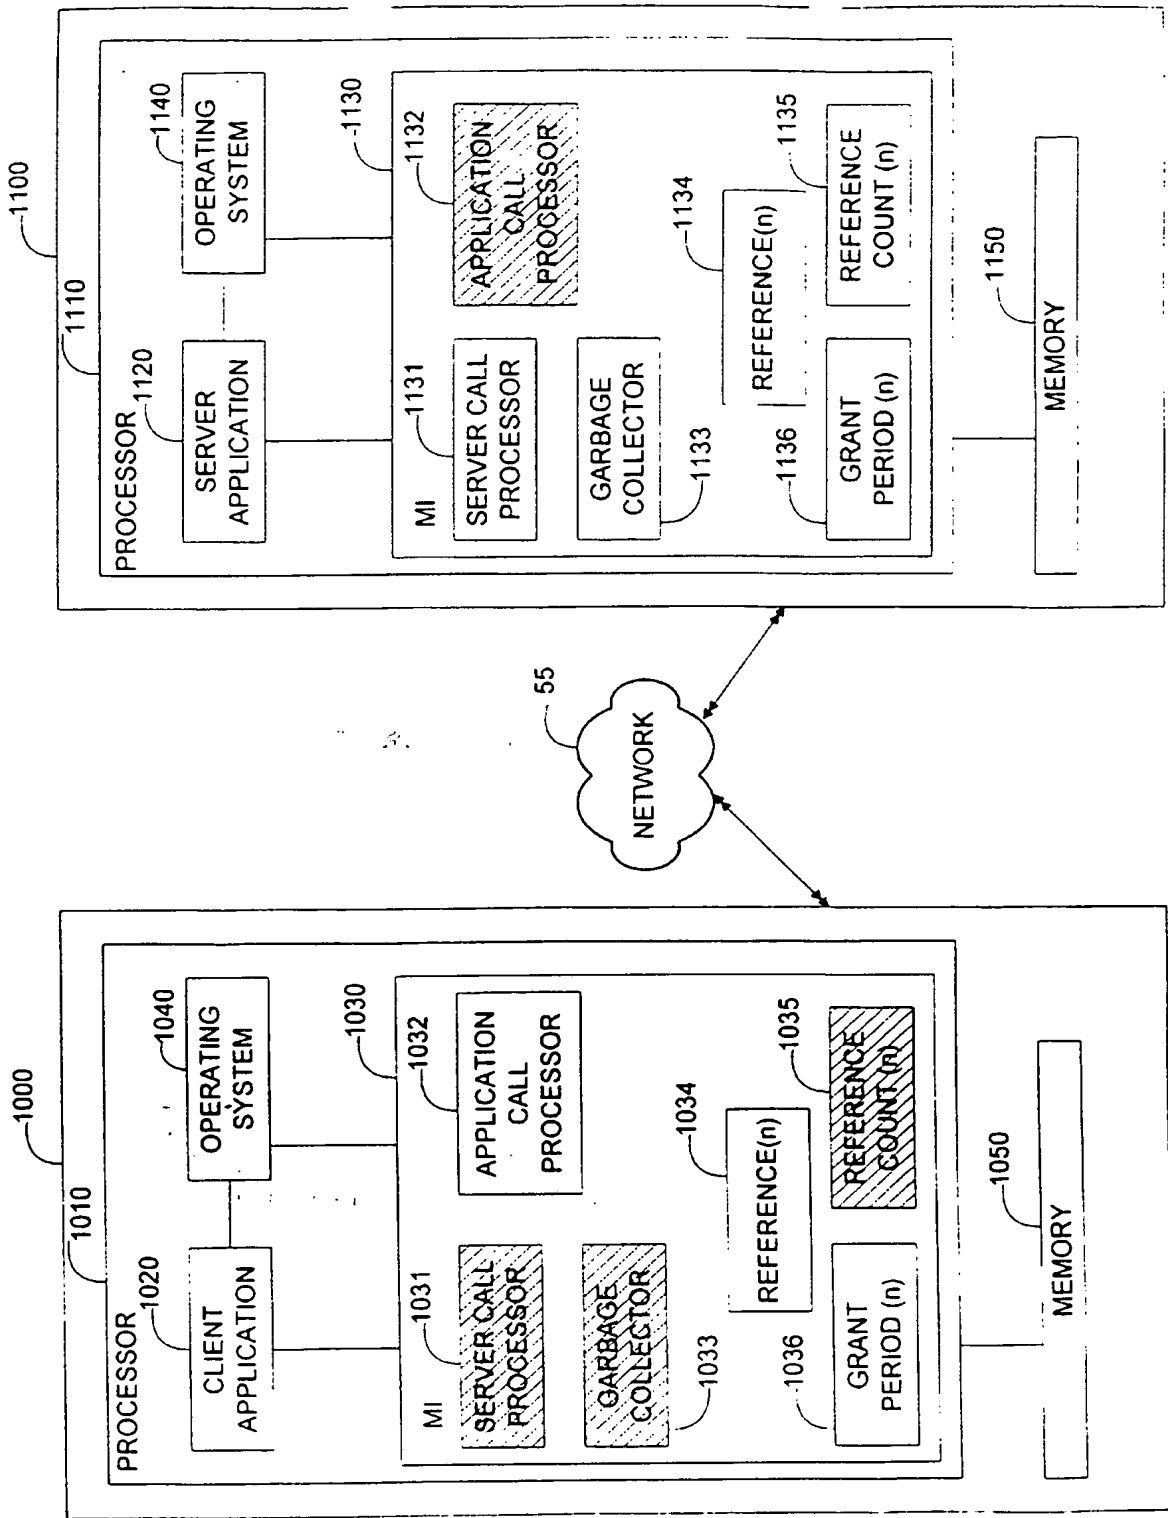 1000
1010
PROCESSOR
1020
CLIENT
APPLICATION
1040
OPERATING
SYSTEM
1030
MI
1031
SERVER CALL
PROCESSOR
1032
APPLICATION
CALL
PROCESSOR
GARBAGE
COLLECTOR
1033
1034
REFERENCE(n)
1036
GRANT
PERIOD (n)
1035
REFERENCE
COUNT (n)
1050
MEMORY
55
NETWORK
1100
1110
PROCESSOR
1120
SERVER
APPLICATION
1140
OPERATING
SYSTEM
1130
MI
1131
SERVER CALL
PROCESSOR
1132
APPLICATION
CALL
PROCESSOR
GARBAGE
COLLECTOR
1133
1134
REFERENCE(n)
1136
GRANT
PERIOD (n)
1135
REFERENCE
COUNT (n)
1150
MEMORY